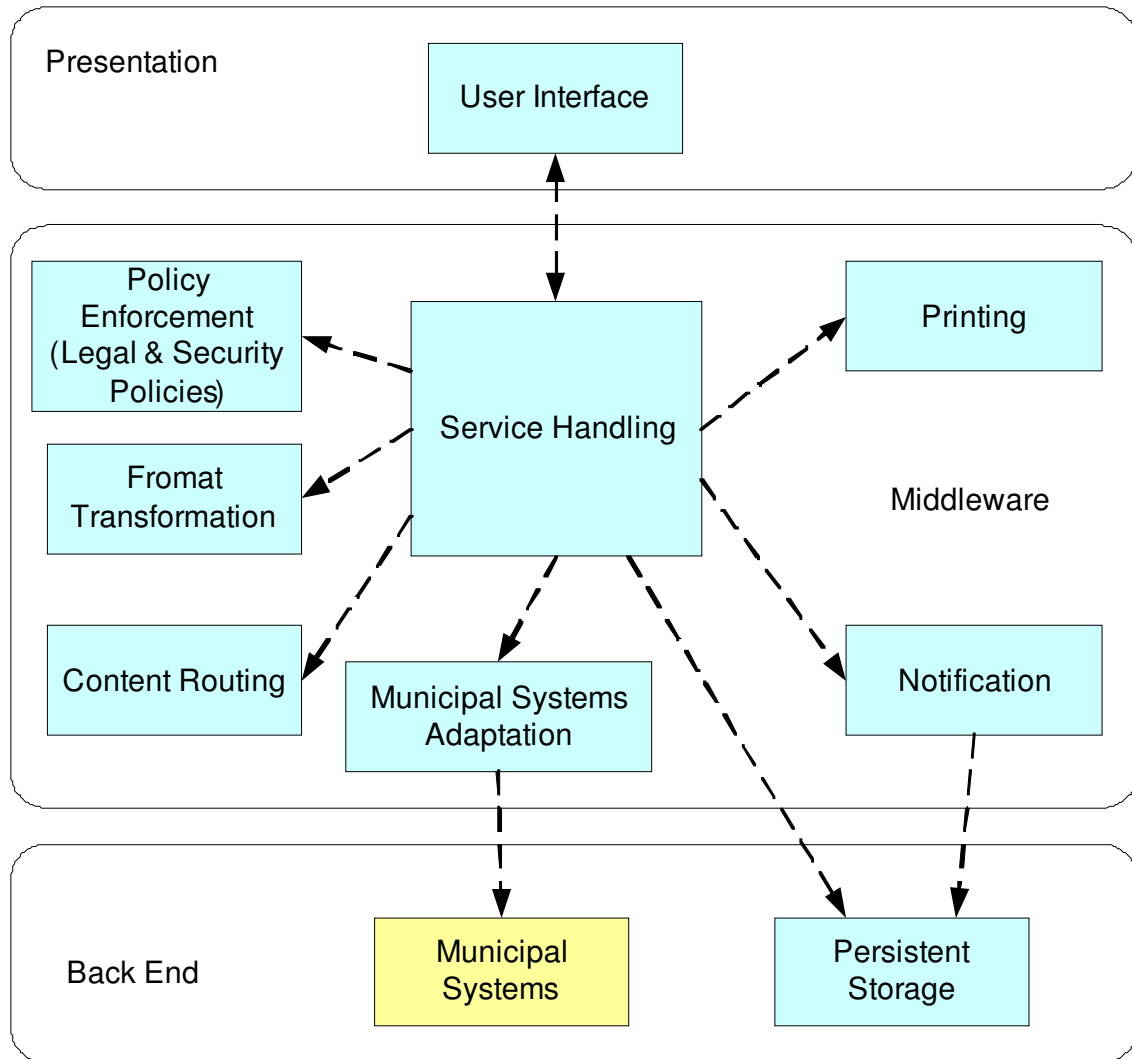 Presentation
User Interface
Policy
Enforcement
(Legal & Security
Policies)
Printing
Service Handling
Fromat
Transformation
Middleware
Content Routing
Municipal Systems
Adaptation
Notification
Back End
Municipal
Systems
Persistent
Storage